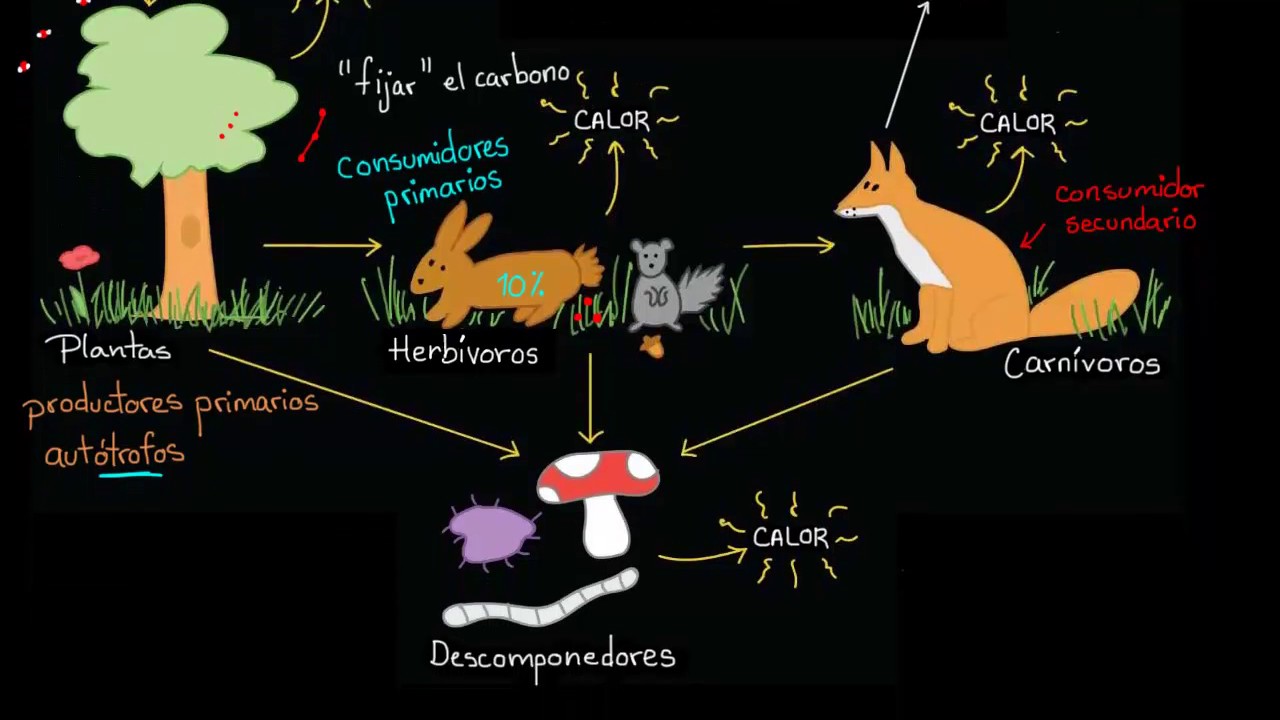 "fijar" el carbono
CALOR
CALOR
consumidores
primarios
consumidor
secundario
10%
Plantas
Herbívoros
Carnívoros
productores primarios
autótrofos
CALOR
Descomponedores